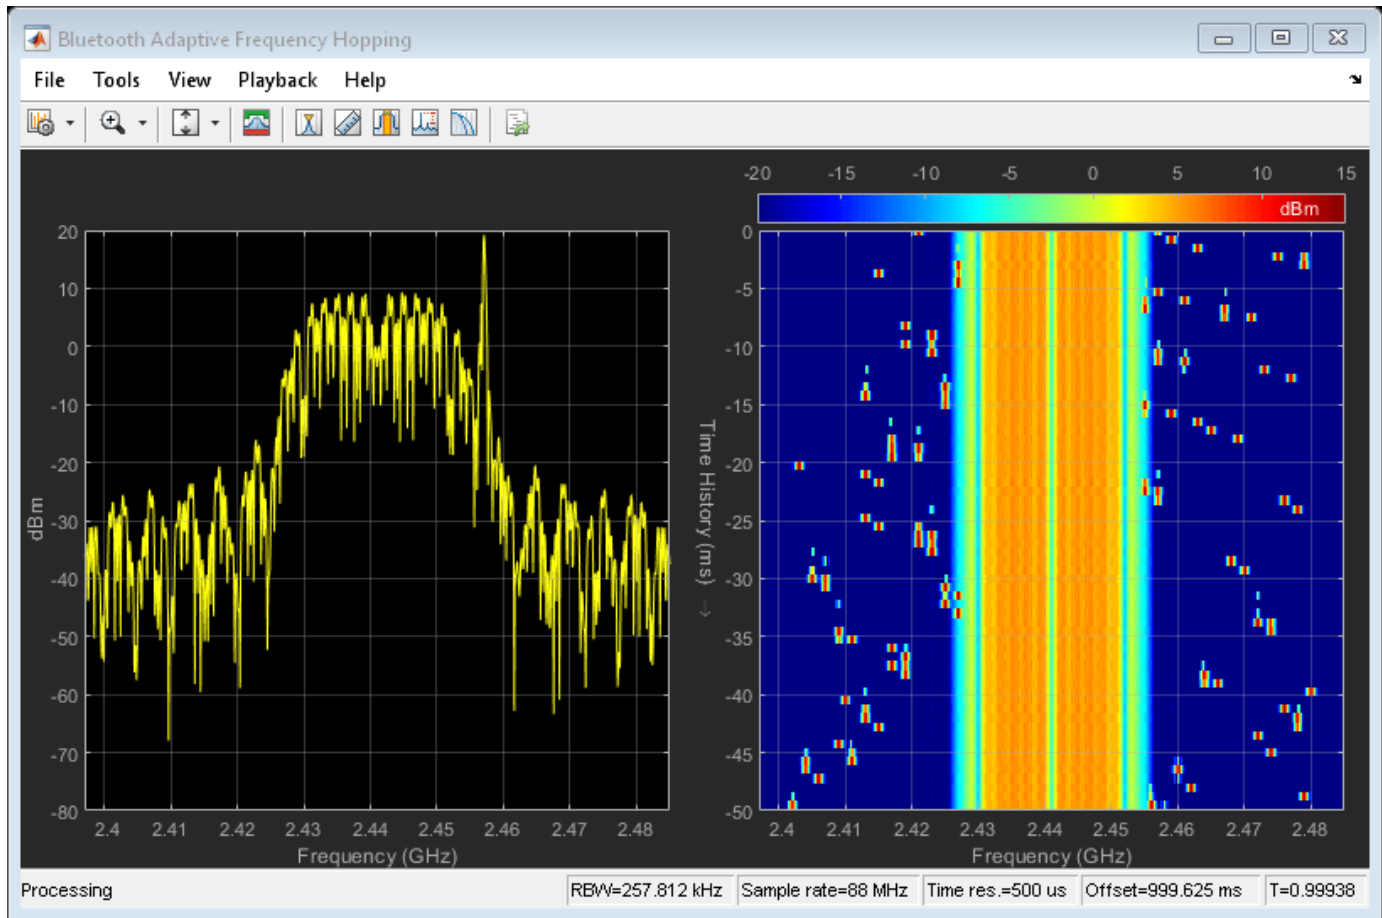 Bluetooth Adaptive Frequency Hopping
File Tools View Playback Help
-20 -15 -10 -5 0 5 10 15
dBm
20
10
0
-10
-20
-30
-40
-50
-60
-70
-80
dBm
2.4 2.41 2.42 2.43 2.44 2.45 2.46 2.47 2.48
Frequency (GHz)
0
-5
-10
-15
-20
-25
-30
-35
-40
-45
-50
Time History (ms) →
2.4 2.41 2.42 2.43 2.44 2.45 2.46 2.47 2.48
Frequency (GHz)
Processing
RBW=257.812 kHz Sample rate=88 MHz Time res.=500 us Offset=999.625 ms T=0.99938